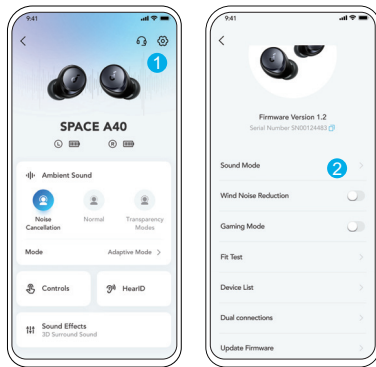 9:41
1
SPACE A40
L R
Ambient Sound
Noise Cancellation Normal Transparency Modes
Mode Adaptive Mode >
Controls HearID
Sound Effects
3D Surround Sound
9:41
Firmware Version 1.2
Serial Number SN00124483
Sound Mode 2 >
Wind Noise Reduction
Gaming Mode
Fit Test >
Device List >
Dual connections >
Update Firmware >